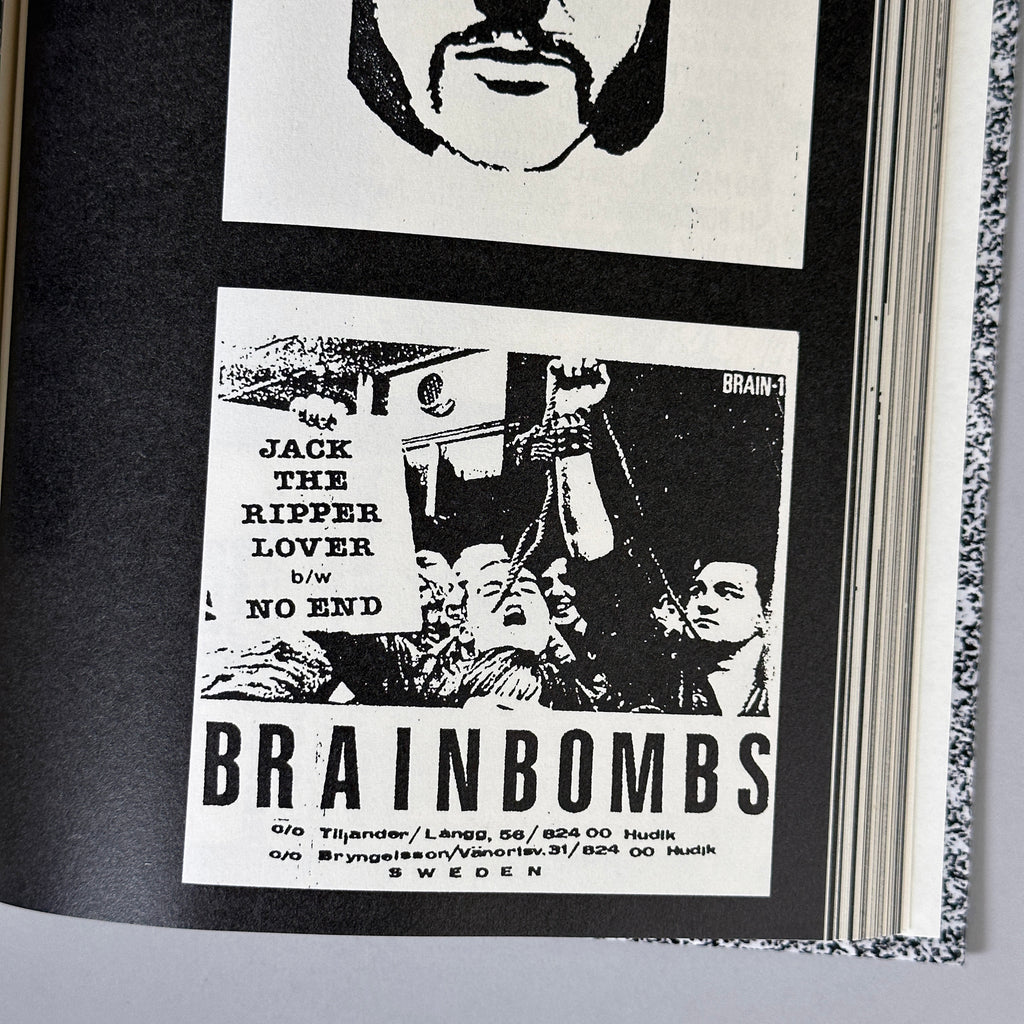 BRAIN-1
JACK
THE
RIPPER
LOVER
b/w
NO END
BRAINBOMBS
c/o Tiljander/Långg, 56/824 00 Hudik
c/o Bryngelsson/Vänortsv.31/824 00 Hudik
SWEDEN